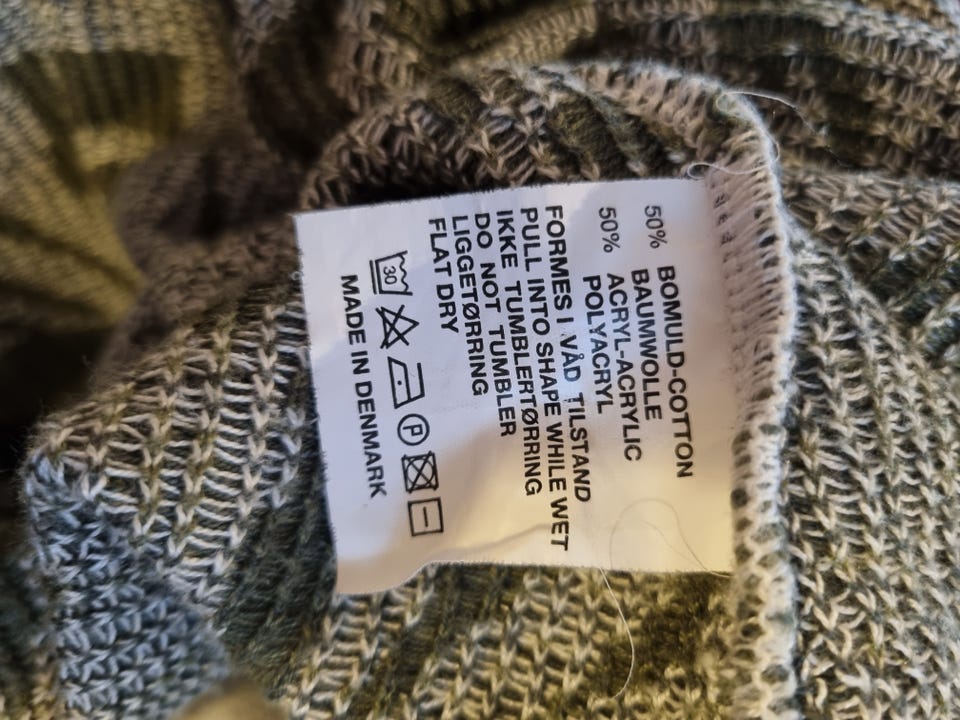 50% BOMULD-COTTON
BAUMWOLLE
50% ACRYL-ACRYLIC
POLYACRYL
FORMES I VÅD TILSTAND
PULL INTO SHAPE WHILE WET
IKKE TUMBLERTØRRING
DO NOT TUMBLER
LIGGETØRRING
FLAT DRY
30
P
MADE IN DENMARK